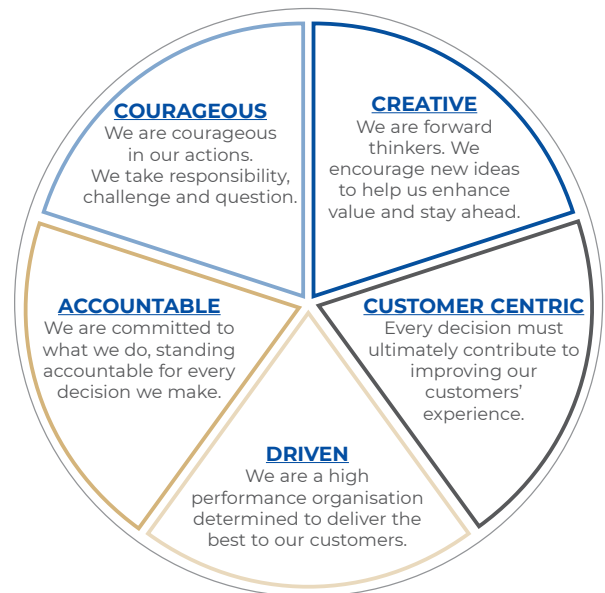 COURAGEOUS
We are courageous
in our actions.
We take responsibility,
challenge and question.
CREATIVE
We are forward
thinkers. We
encourage new ideas
to help us enhance
value and stay ahead.
ACCOUNTABLE
We are committed to
what we do, standing
accountable for every
decision we make.
CUSTOMER CENTRIC
Every decision must
ultimately contribute to
improving our
customers’
experience.
DRIVEN
We are a high
performance organisation
determined to deliver the
best to our customers.